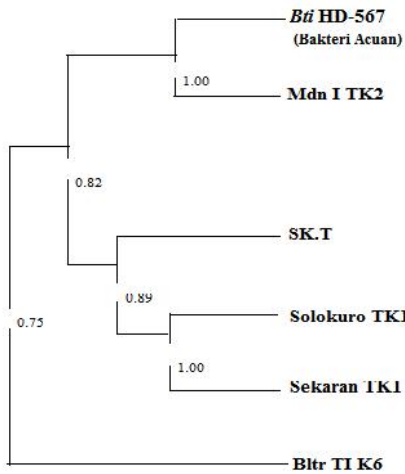 Bti HD-567
(Bakteri Acuan)
1.00
Mdn I TK2
0.82
SK.T
0.89
Solokuro TK1
0.75
1.00
Sekaran TK1
Bltr TI K6